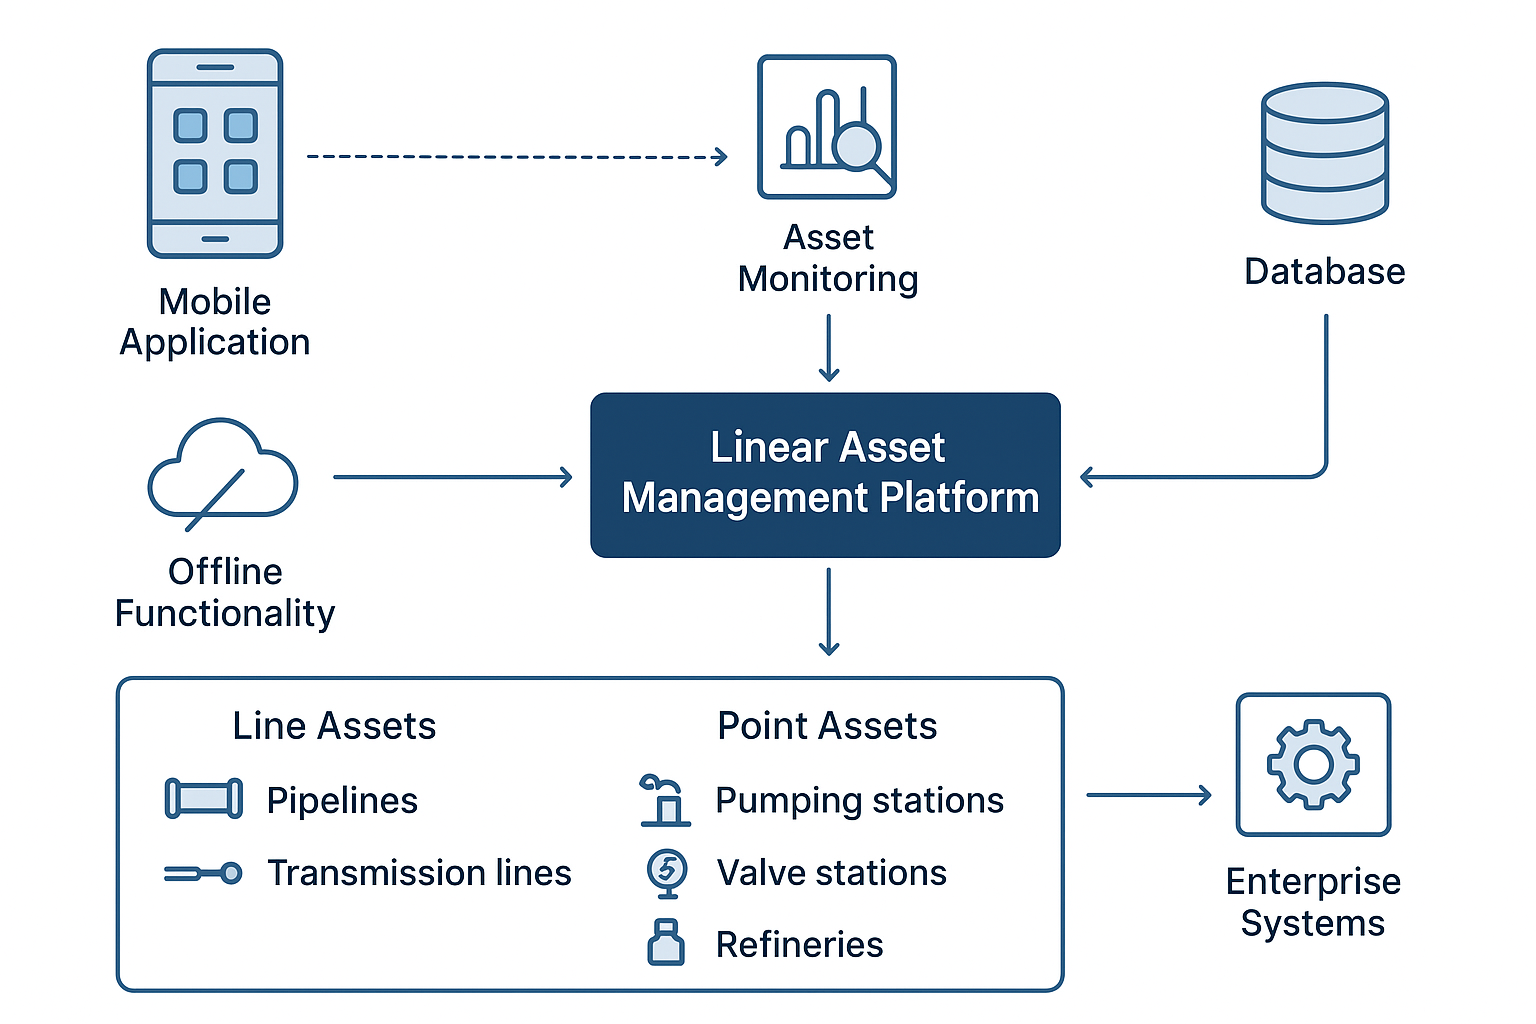 Mobile
Application
Asset
Monitoring
Database
Offline
Functionality
Linear Asset
Management Platform
Line Assets
Pipelines
Transmission lines
Point Assets
Pumping stations
5
Valve stations
Refineries
Enterprise
Systems